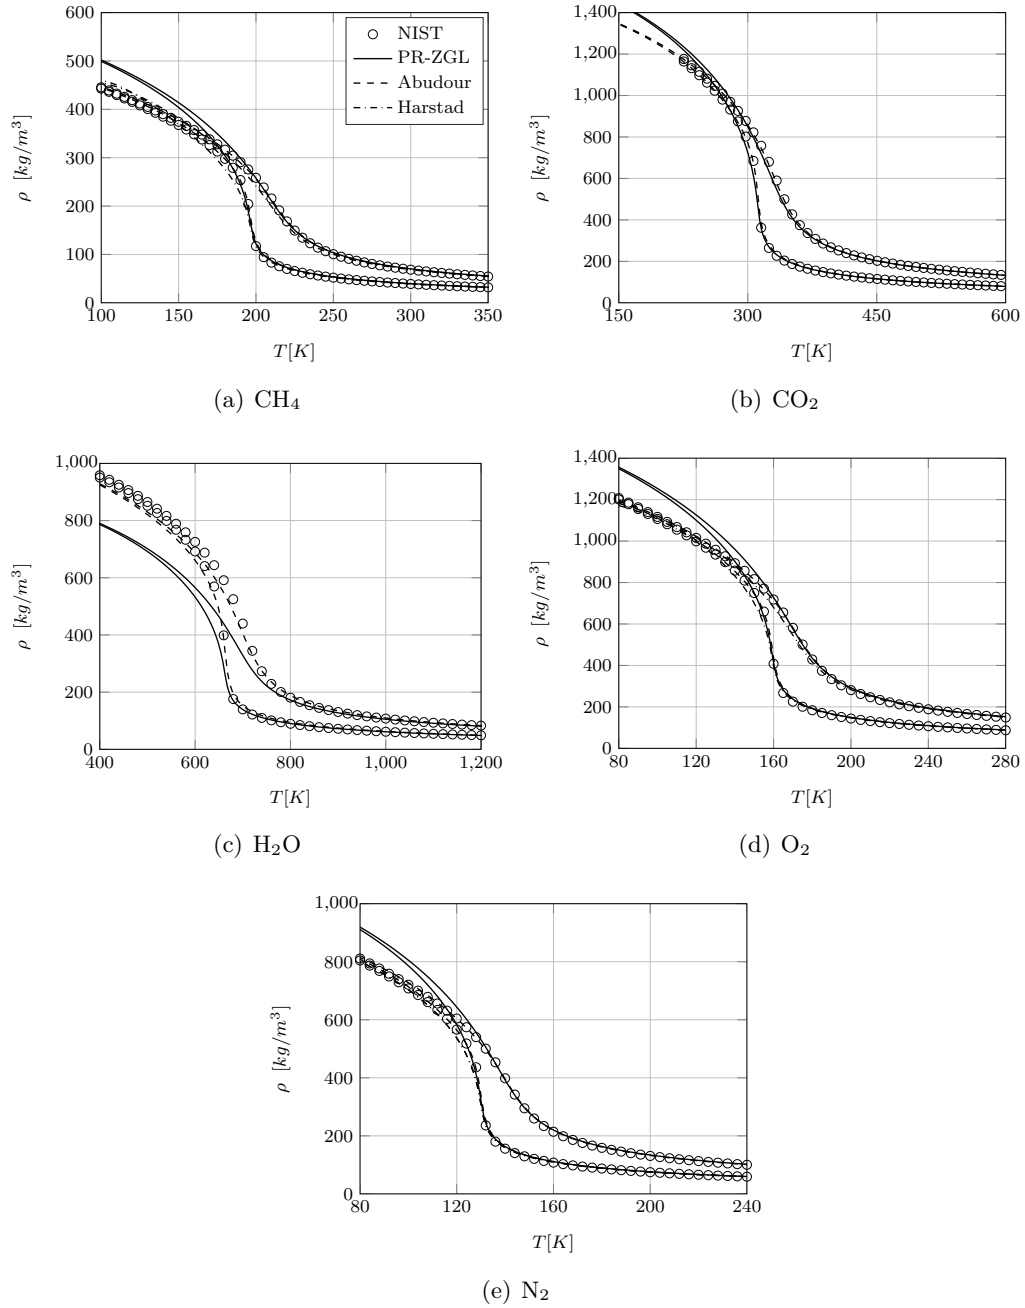 600
500
400
300
200
100
0
100 150 200 250 300 350
ρ [kg/m³]
T[K]
NIST
PR-ZGL
Abudour
Harstad
(a) CH₄
1,400
1,200
1,000
800
600
400
200
0
150 300 450 600
ρ [kg/m³]
T[K]
(b) CO₂
1,000
800
600
400
200
0
400 600 800 1,000 1,200
ρ [kg/m³]
T[K]
(c) H₂O
1,400
1,200
1,000
800
600
400
200
0
80 120 160 200 240 280
ρ [kg/m³]
T[K]
(d) O₂
1,000
800
600
400
200
0
80 120 160 200 240
ρ [kg/m³]
T[K]
(e) N₂